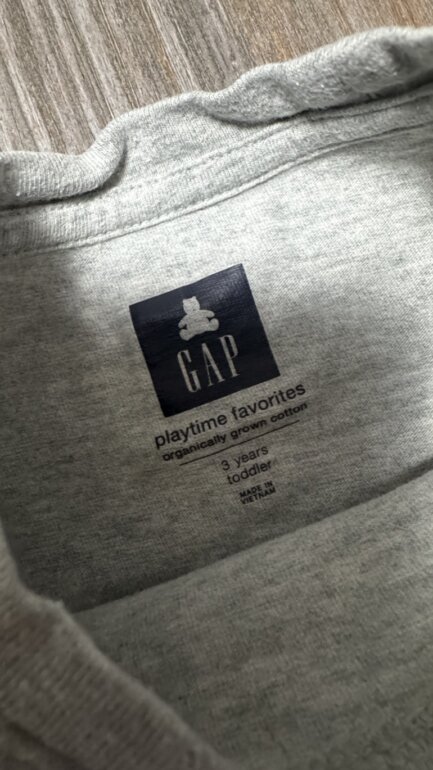 GAP
playtime favorites
organically grown cotton
3 years
toddler
MADE IN
VIETNAM